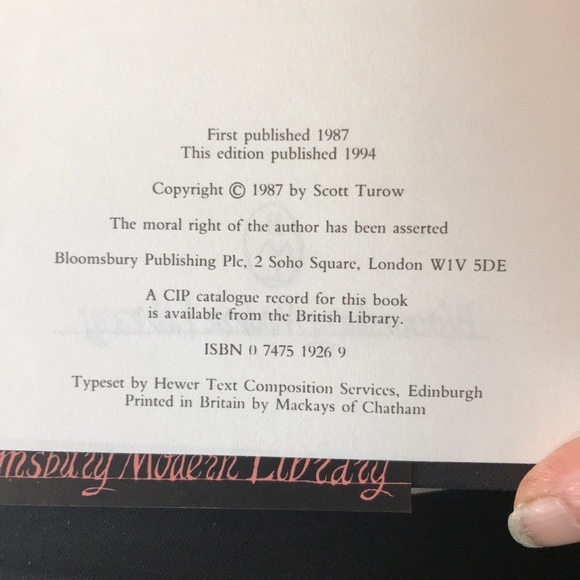 First published 1987
This edition published 1994
Copyright © 1987 by Scott Turow
The moral right of the author has been asserted
Bloomsbury Publishing Plc, 2 Soho Square, London W1V 5DE
A CIP catalogue record for this book
is available from the British Library.
ISBN 0 7475 1926 9
Typeset by Hewer Text Composition Services, Edinburgh
Printed in Britain by Mackays of Chatham
msbury Modern Library